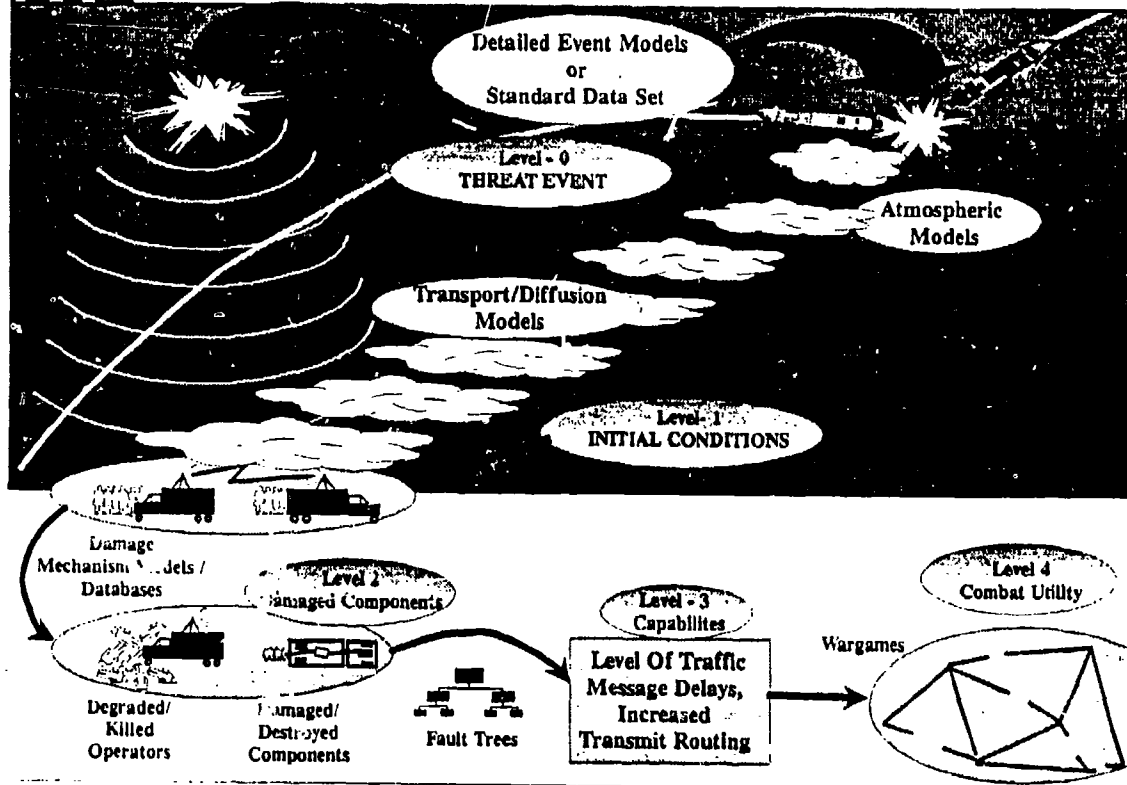 Detailed Event Models
or
Standard Data Set
Level - 0
THREAT EVENT
Atmospheric
Models
Transport/Diffusion
Models
Level - 1
INITIAL CONDITIONS
Damage
Mechanism
Databases
Level 2
Components
Degraded/
Killed
Operators
Destroyed
Components
Fault Trees
Level - 3
Capabilites
Level Of Traffic
Message Delays,
Increased
Transmit Routing
Level 4
Combat Utility
Wargames